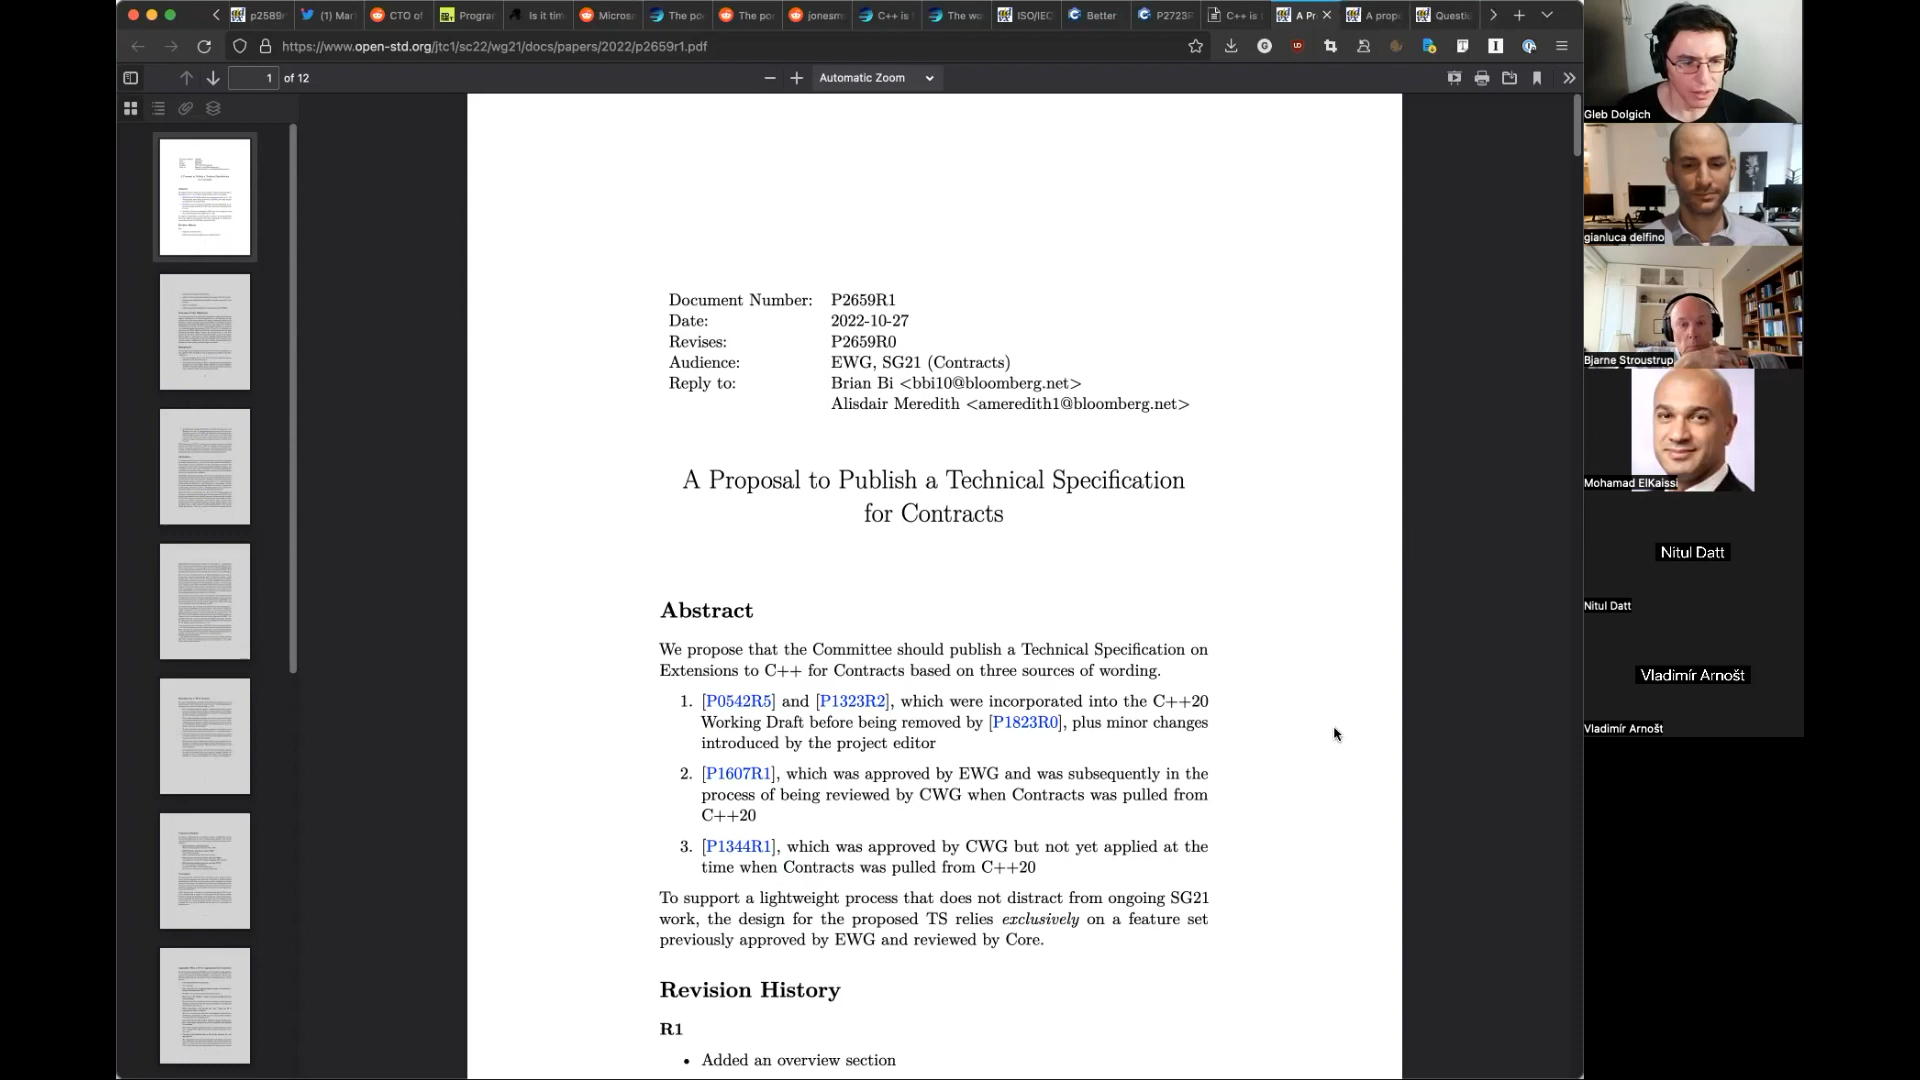 p2589r
(1) Mar
CTO of
Prograr
Is it tim
Micros
The po
The po
jonesm
C++ is
The wo
ISO/IEC
Better
P2723R
C++ is
A Pr
A prop
Questi
https://www.open-std.org/jtc1/sc22/wg21/docs/papers/2022/p2659r1.pdf
1 of 12
Automatic Zoom
Document Number: P2659R1
Date: 2022-10-27
Revises: P2659R0
Audience: EWG, SG21 (Contracts)
Reply to: Brian Bi <bbi10@bloomberg.net>
Alisdair Meredith <ameredith1@bloomberg.net>
A Proposal to Publish a Technical Specification
for Contracts
Abstract
We propose that the Committee should publish a Technical Specification on
Extensions to C++ for Contracts based on three sources of wording.
1. [P0542R5] and [P1323R2], which were incorporated into the C++20
Working Draft before being removed by [P1823R0], plus minor changes
introduced by the project editor
2. [P1607R1], which was approved by EWG and was subsequently in the
process of being reviewed by CWG when Contracts was pulled from
C++20
3. [P1344R1], which was approved by CWG but not yet applied at the
time when Contracts was pulled from C++20
To support a lightweight process that does not distract from ongoing SG21
work, the design for the proposed TS relies exclusively on a feature set
previously approved by EWG and reviewed by Core.
Revision History
R1
• Added an overview section
Gleb Dolgich
gianluca delfino
Bjarne Stroustrup
Mohamad ElKaissi
Nitul Datt
Nitul Datt
Vladimír Arnošt
Vladimír Arnošt